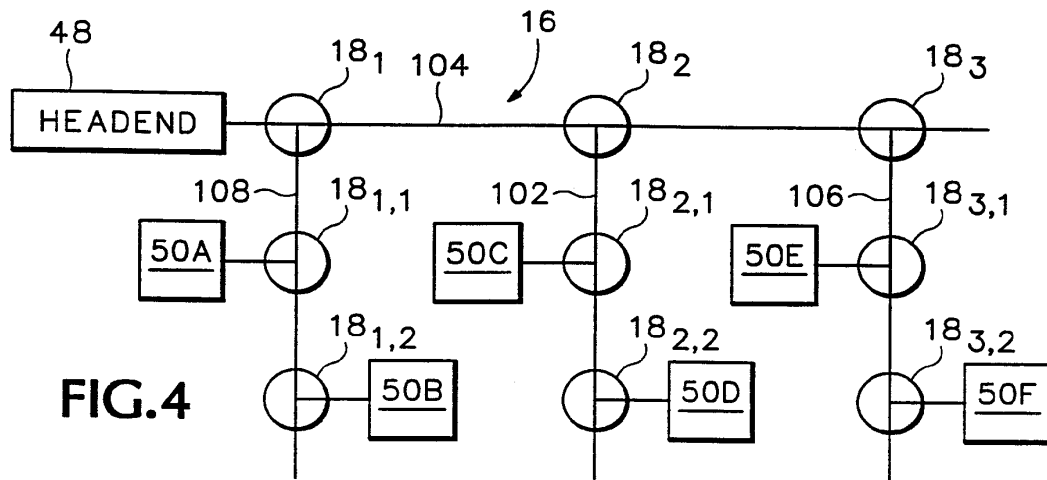 48
18₁
104
16
18₂
18₃
HEADEND
108
18₁,₁
102
18₂,₁
106
18₃,₁
50A
50C
50E
18₁,₂
18₂,₂
18₃,₂
FIG.4
50B
50D
50F